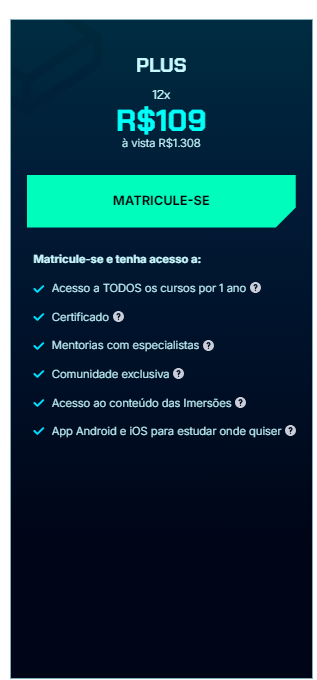 PLUS
12x
R$109
à vista R$1.308
MATRICULE-SE
Matricule-se e tenha acesso a:
Acesso a TODOS os cursos por 1 ano ?
Certificado ?
Mentorias com especialistas ?
Comunidade exclusiva ?
Acesso ao conteúdo das Imersões ?
App Android e iOS para estudar onde quiser ?